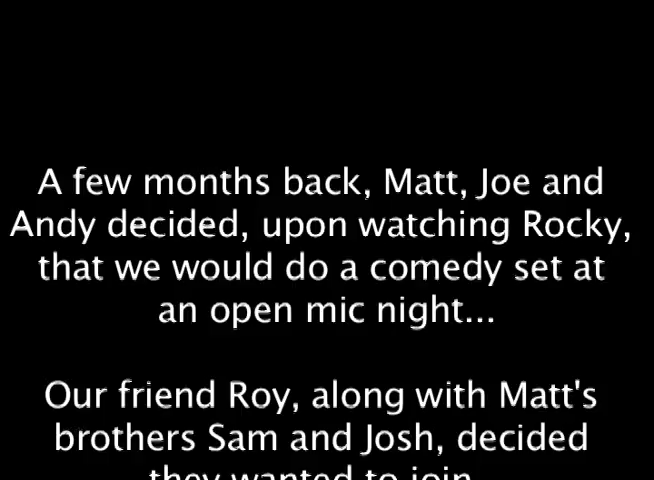 A few months back, Matt, Joe and
Andy decided, upon watching Rocky,
that we would do a comedy set at
an open mic night...
Our friend Roy, along with Matt's
brothers Sam and Josh, decided
they wanted to join